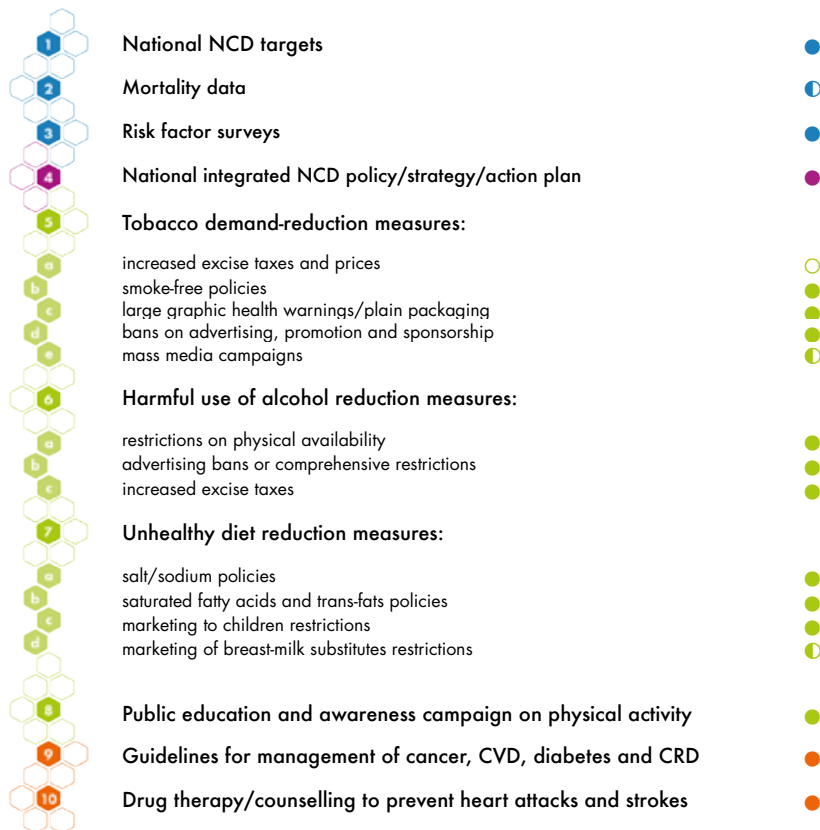 1 National NCD targets
2 Mortality data
3 Risk factor surveys
4 National integrated NCD policy/strategy/action plan
5 Tobacco demand-reduction measures:
a increased excise taxes and prices
b smoke-free policies
c large graphic health warnings/plain packaging
d bans on advertising, promotion and sponsorship
e mass media campaigns
6 Harmful use of alcohol reduction measures:
a restrictions on physical availability
b advertising bans or comprehensive restrictions
c increased excise taxes
7 Unhealthy diet reduction measures:
a salt/sodium policies
b saturated fatty acids and trans-fats policies
c marketing to children restrictions
d marketing of breast-milk substitutes restrictions
8 Public education and awareness campaign on physical activity
9 Guidelines for management of cancer, CVD, diabetes and CRD
10 Drug therapy/counselling to prevent heart attacks and strokes